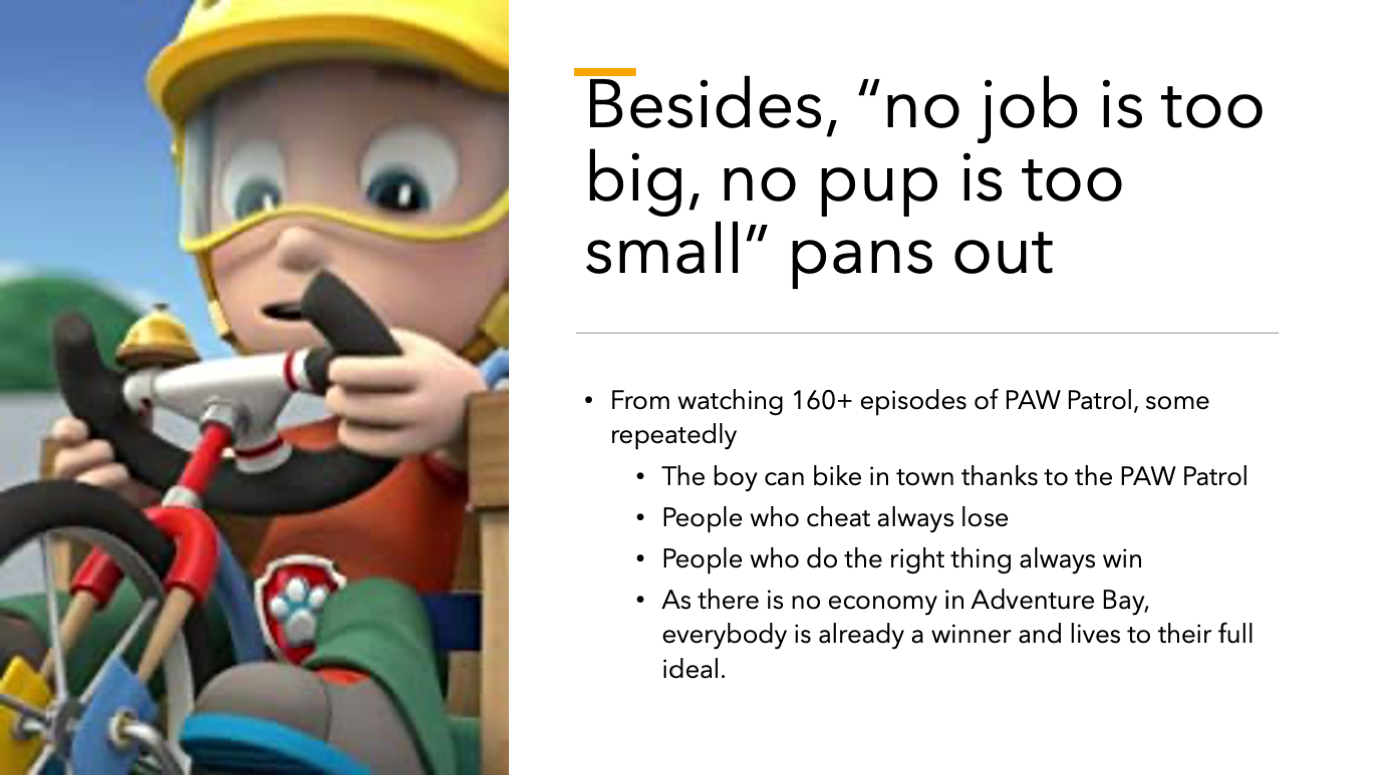 Besides, “no job is too
big, no pup is too
small” pans out
• From watching 160+ episodes of PAW Patrol, some
repeatedly
• The boy can bike in town thanks to the PAW Patrol
• People who cheat always lose
• People who do the right thing always win
• As there is no economy in Adventure Bay,
everybody is already a winner and lives to their full
ideal.